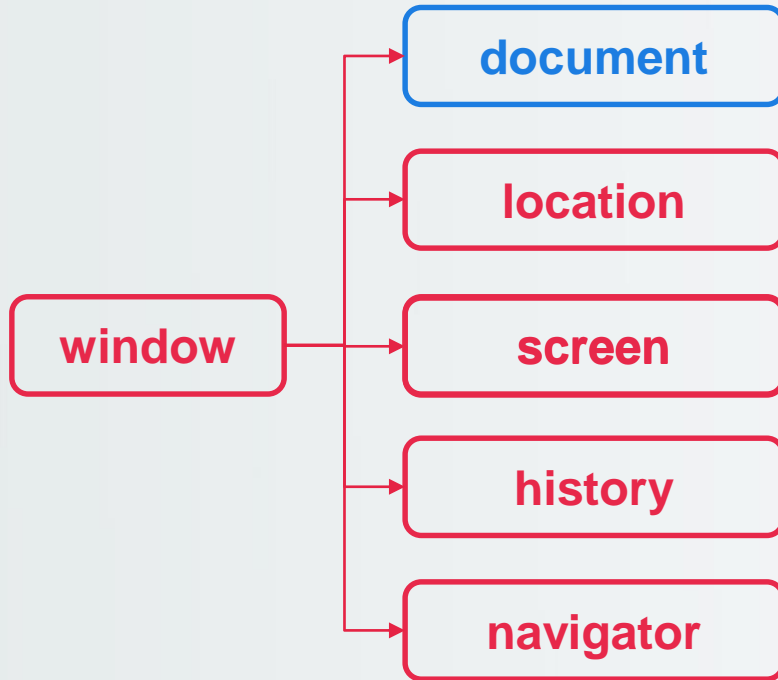 document
location
window
screen
history
navigator